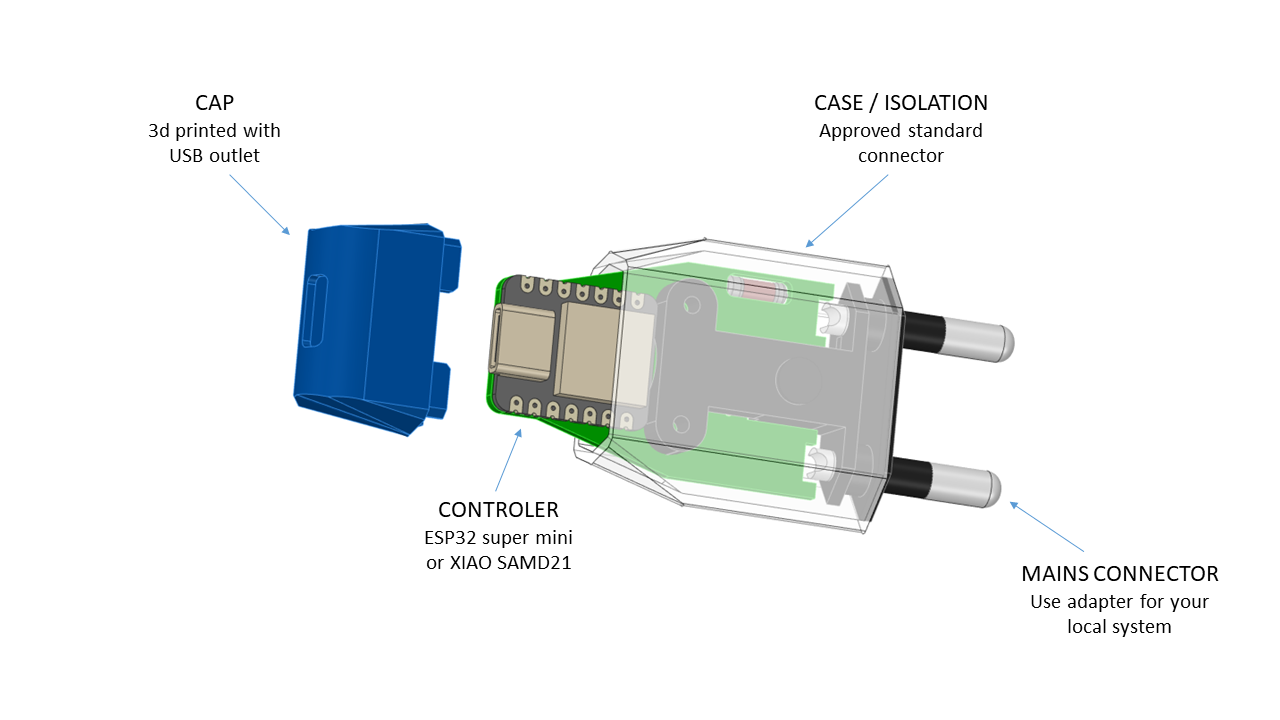 CAP
3d printed with
USB outlet
CASE / ISOLATION
Approved standard
connector
CONTROLER
ESP32 super mini
or XIAO SAMD21
MAINS CONNECTOR
Use adapter for your
local system